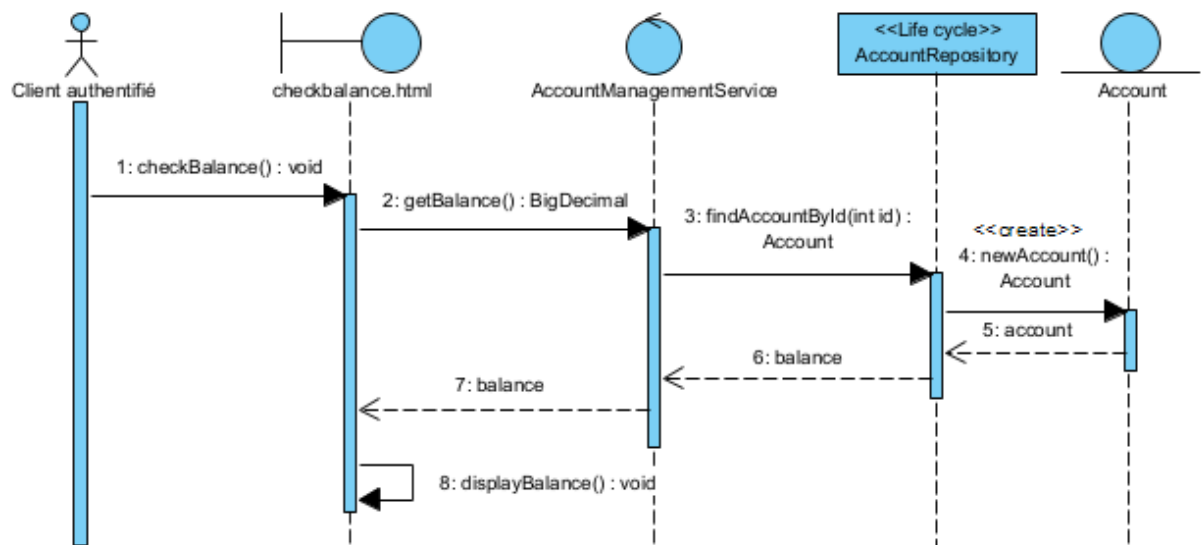 <<Life cycle>>
AccountRepository
Client authentifié
checkbalance.html
AccountManagementService
Account
1: checkBalance() : void
2: getBalance() : BigDecimal
3: findAccountById(int id) :
Account
<<create>>
4: newAccount() :
Account
5: account
6: balance
7: balance
8: displayBalance() : void